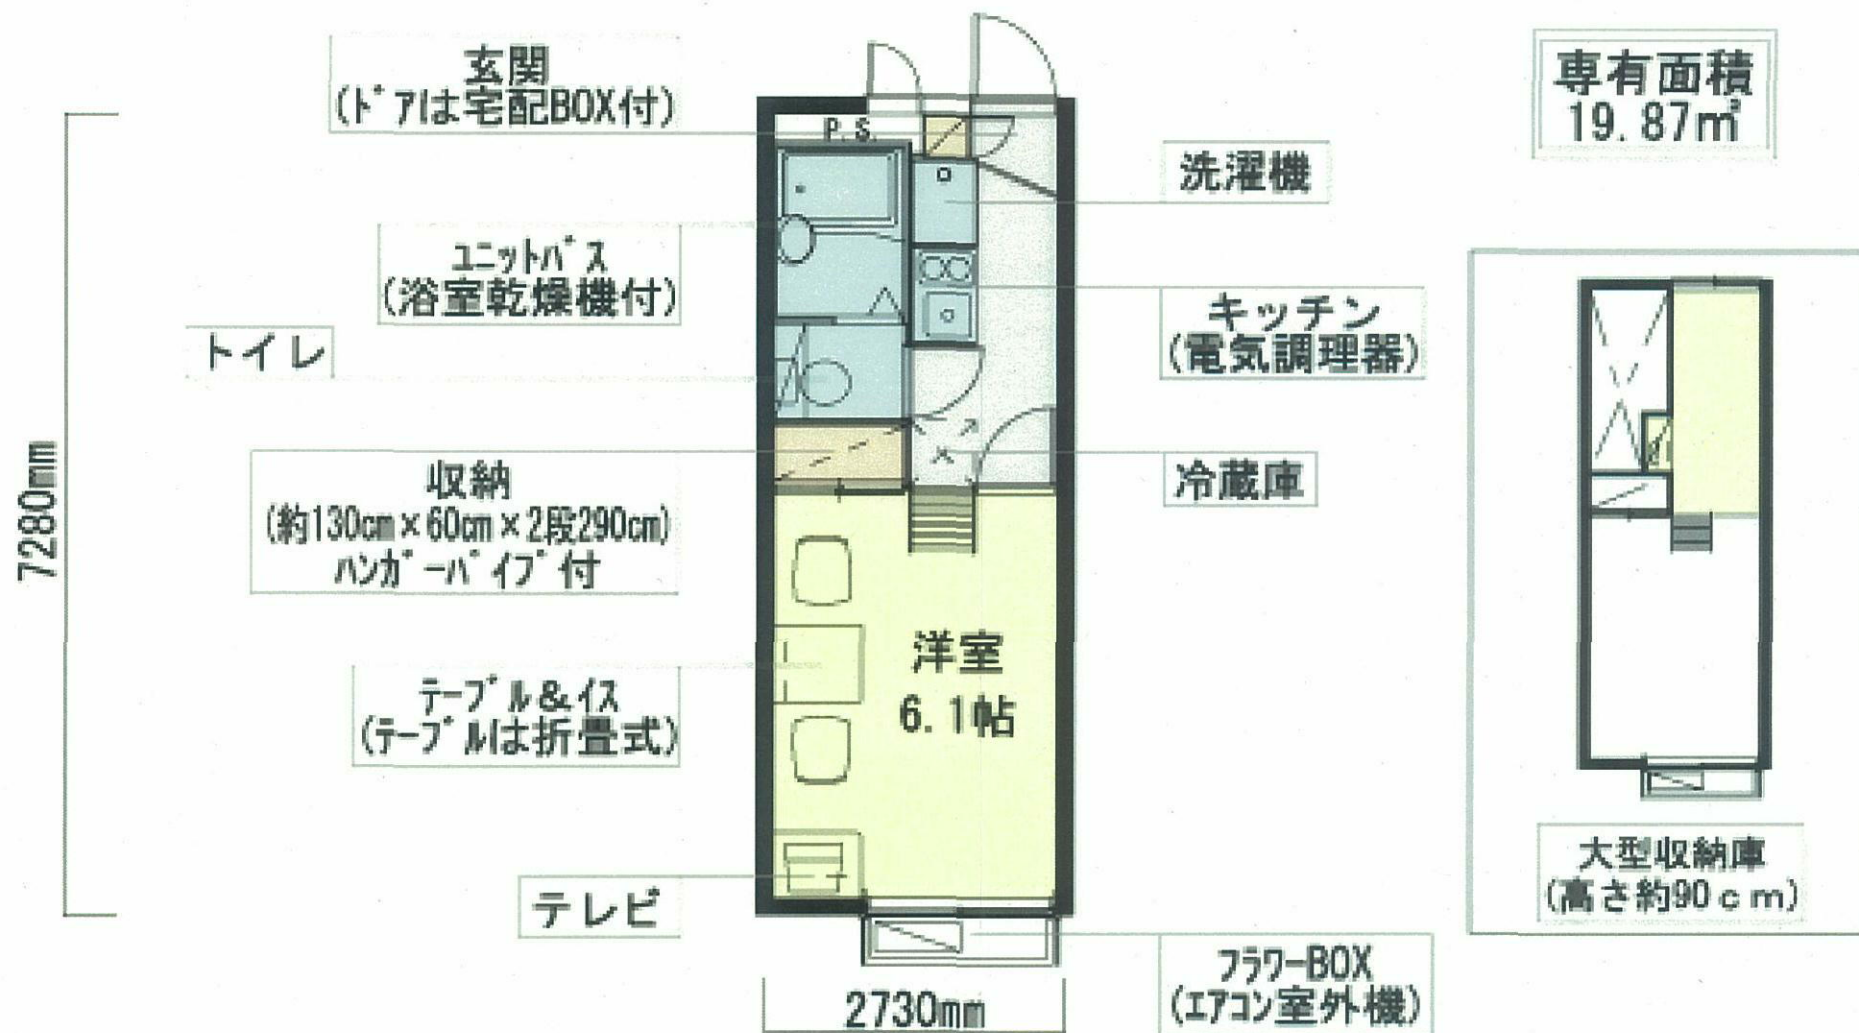 玄関
(ドアは宅配BOX付)
専有面積
19.87㎡
P.S.
洗濯機
ユニットバス
(浴室乾燥機付)
キッチン
(電気調理器)
トイレ
収納
(約130cm×60cm×2段290cm)
ハンガーパイプ付
冷蔵庫
7280mm
洋室
6.1帖
テーブル&イス
(テーブルは折畳式)
テレビ
大型収納庫
(高さ約90cm)
フラワーBOX
(エアコン室外機)
2730mm